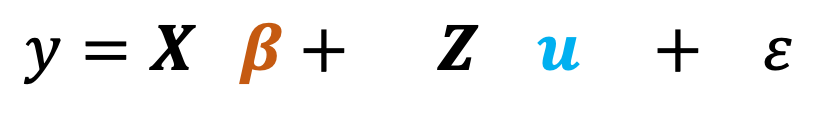 y = X β + Z u + ε